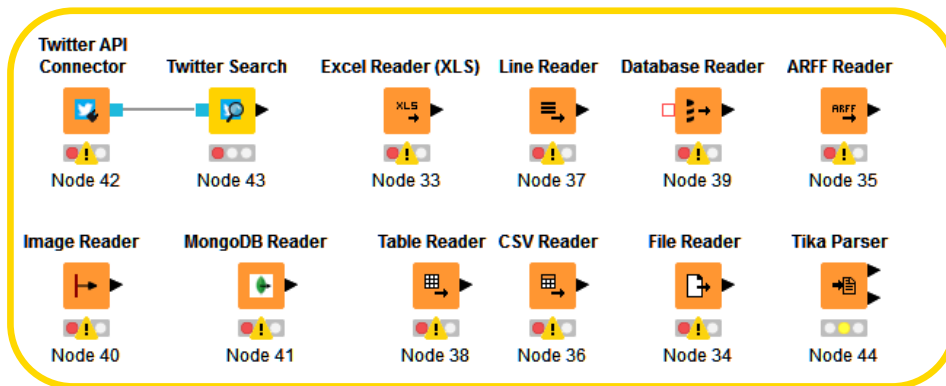 Twitter API
Connector
Twitter Search
Excel Reader (XLS)
Line Reader
Database Reader
ARFF Reader
XLS
ARFF
Node 42
Node 43
Node 33
Node 37
Node 39
Node 35
Image Reader
MongoDB Reader
Table Reader
CSV Reader
File Reader
Tika Parser
Node 40
Node 41
Node 38
Node 36
Node 34
Node 44